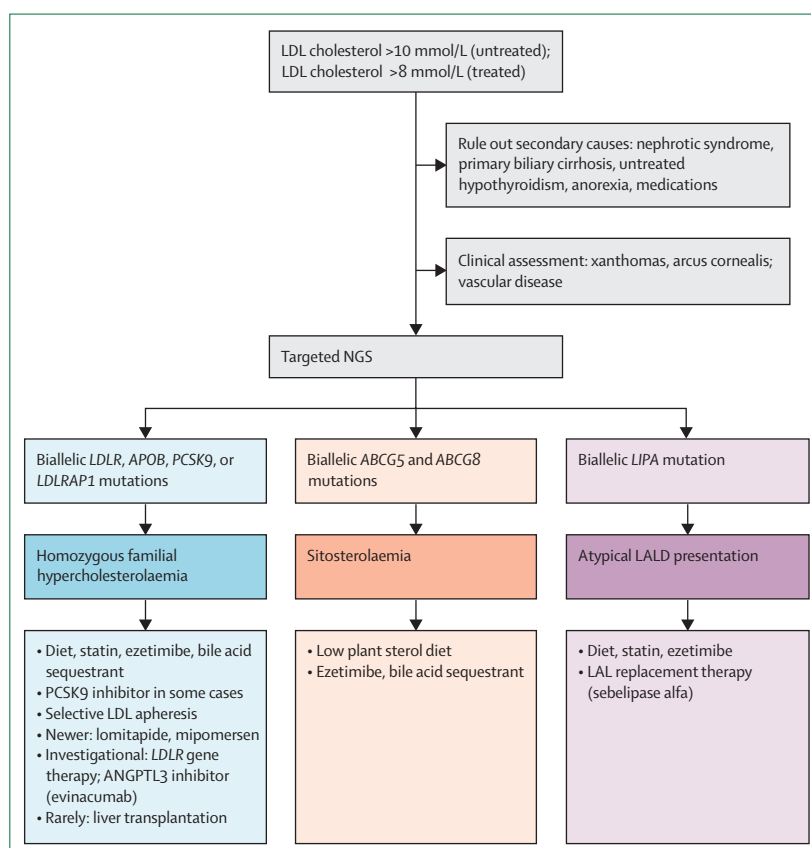 LDL cholesterol >10 mmol/L (untreated);
LDL cholesterol >8 mmol/L (treated)
Rule out secondary causes: nephrotic syndrome,
primary biliary cirrhosis, untreated
hypothyroidism, anorexia, medications
Clinical assessment: xanthomas, arcus cornealis;
vascular disease
Targeted NGS
Biallelic LDLR, APOB, PCSK9, or
LDLRAP1 mutations
Homozygous familial
hypercholesterolaemia
• Diet, statin, ezetimibe, bile acid
sequestrant
• PCSK9 inhibitor in some cases
• Selective LDL apheresis
• Newer: lomitapide, mipomersen
• Investigational: LDLR gene
therapy; ANGPTL3 inhibitor
(evinacumab)
• Rarely: liver transplantation
Biallelic ABCG5 and ABCG8
mutations
Sitosterolaemia
• Low plant sterol diet
• Ezetimibe, bile acid sequestrant
Biallelic LIPA mutation
Atypical LALD presentation
• Diet, statin, ezetimibe
• LAL replacement therapy
(sebelipase alfa)